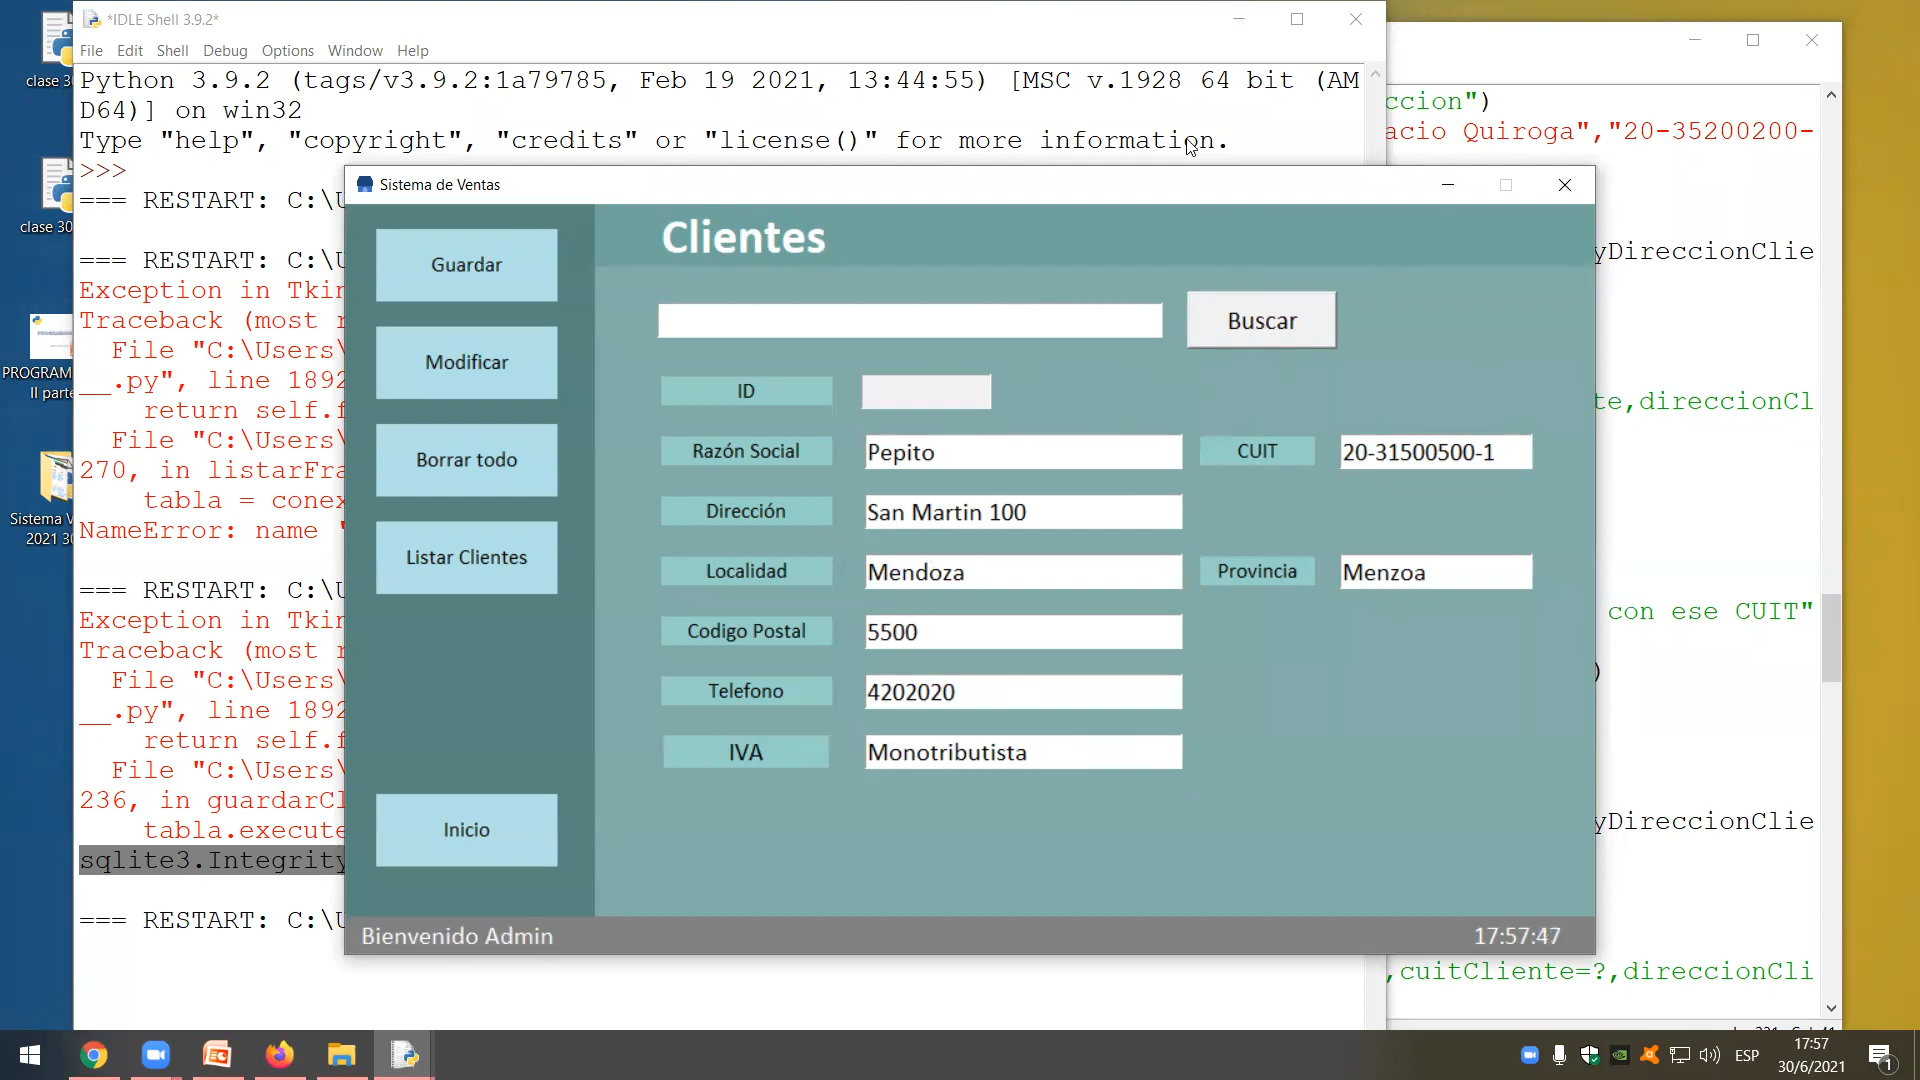 *IDLE Shell 3.9.2*
File Edit Shell Debug Options Window Help
Python 3.9.2 (tags/v3.9.2:1a79785, Feb 19 2021, 13:44:55) [MSC v.1928 64 bit (AM
D64)] on win32
Type "help", "copyright", "credits" or "license()" for more information.
>>>
=== RESTART: C:\U
=== RESTART: C:\U
Exception in Tkin
Traceback (most r
File "C:\Users\
__.py", line 1892
return self.f
File "C:\Users\
270, in listarFra
tabla = conex
NameError: name '
=== RESTART: C:\U
Exception in Tkin
Traceback (most r
File "C:\Users\
__.py", line 1892
return self.f
File "C:\Users\
236, in guardarCl
tabla.execute
sqlite3.Integrity
=== RESTART: C:\U
clase 30
clase 30
PROGRAM
II parte
Sistema V
2021 30
Sistema de Ventas
Guardar
Modificar
Borrar todo
Listar Clientes
Inicio
Clientes
Buscar
ID
Razón Social Pepito CUIT 20-31500500-1
Dirección San Martin 100
Localidad Mendoza Provincia Menzoa
Codigo Postal 5500
Telefono 4202020
IVA Monotributista
Bienvenido Admin 17:57:47
ccion")
acio Quiroga","20-35200200-
yDireccionClie
te,direccionCl
con ese CUIT"
)
yDireccionClie
,cuitCliente=?,direccionCli
ESP
17:57
30/6/2021
1